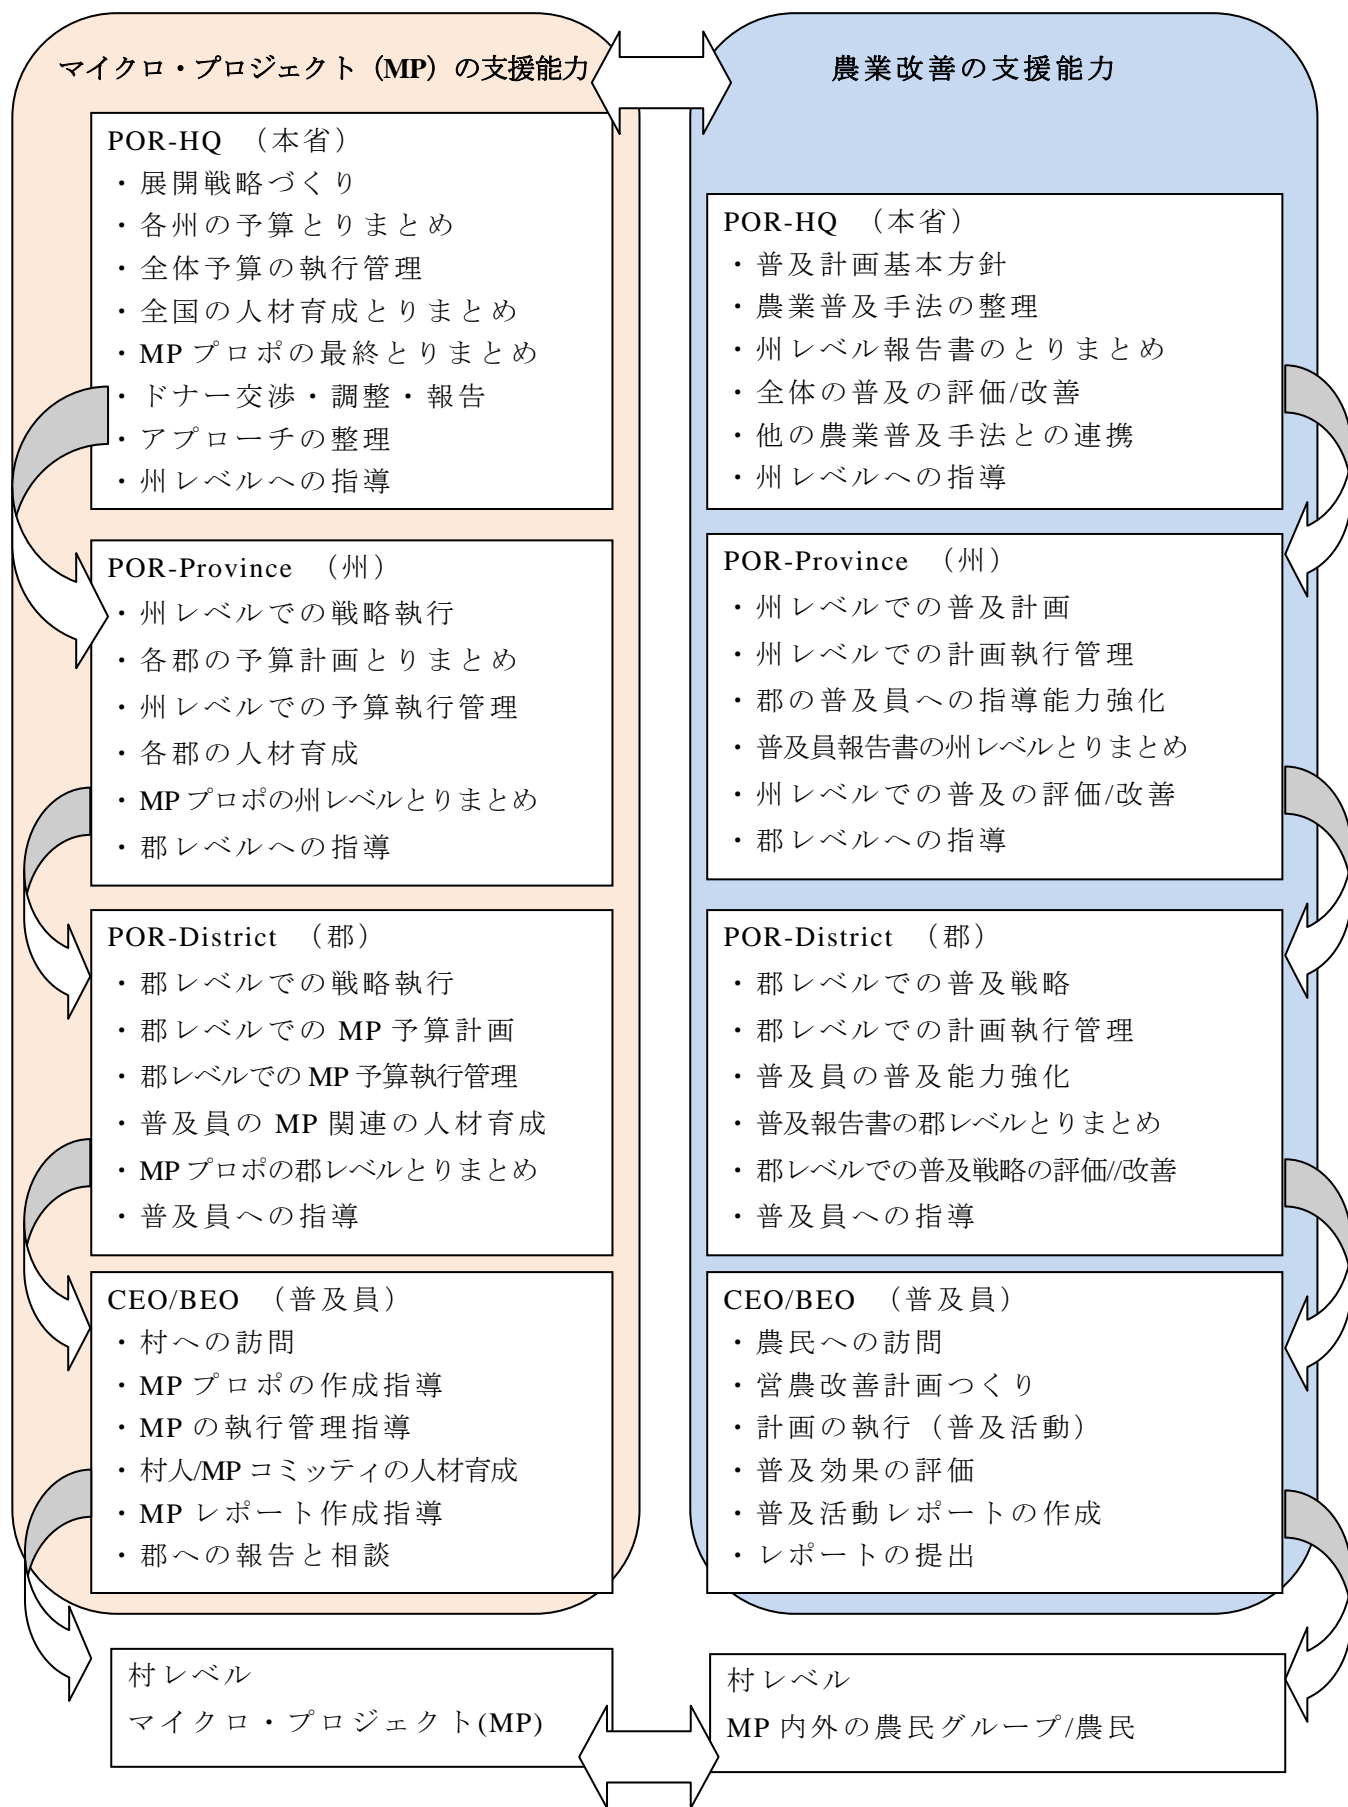 マイクロ・プロジェクト（MP）の支援能力
POR-HQ （本省）
・展開戦略づくり
・各州の予算とりまとめ
・全体予算の執行管理
・全国の人材育成とりまとめ
・MP プロポの最終とりまとめ
・ドナー交渉・調整・報告
・アプローチの整理
・州レベルへの指導
POR-Province （州）
・州レベルでの戦略執行
・各郡の予算計画とりまとめ
・州レベルでの予算執行管理
・各郡の人材育成
・MP プロポの州レベルとりまとめ
・郡レベルへの指導
POR-District （郡）
・郡レベルでの戦略執行
・郡レベルでの MP 予算計画
・郡レベルでの MP 予算執行管理
・普及員の MP 関連の人材育成
・MP プロポの郡レベルとりまとめ
・普及員への指導
CEO/BEO （普及員）
・村への訪問
・MP プロポの作成指導
・MP の執行管理指導
・村人/MP コミッティの人材育成
・MP レポート作成指導
・郡への報告と相談
村レベル
マイクロ・プロジェクト(MP)
農業改善の支援能力
POR-HQ （本省）
・普及計画基本方針
・農業普及手法の整理
・州レベル報告書のとりまとめ
・全体の普及の評価/改善
・他の農業普及手法との連携
・州レベルへの指導
POR-Province （州）
・州レベルでの普及計画
・州レベルでの計画執行管理
・郡の普及員への指導能力強化
・普及員報告書の州レベルとりまとめ
・州レベルでの普及の評価/改善
・郡レベルへの指導
POR-District （郡）
・郡レベルでの普及戦略
・郡レベルでの計画執行管理
・普及員の普及能力強化
・普及報告書の郡レベルとりまとめ
・郡レベルでの普及戦略の評価//改善
・普及員への指導
CEO/BEO （普及員）
・農民への訪問
・営農改善計画つくり
・計画の執行（普及活動）
・普及効果の評価
・普及活動レポートの作成
・レポートの提出
村レベル
MP 内外の農民グループ/農民